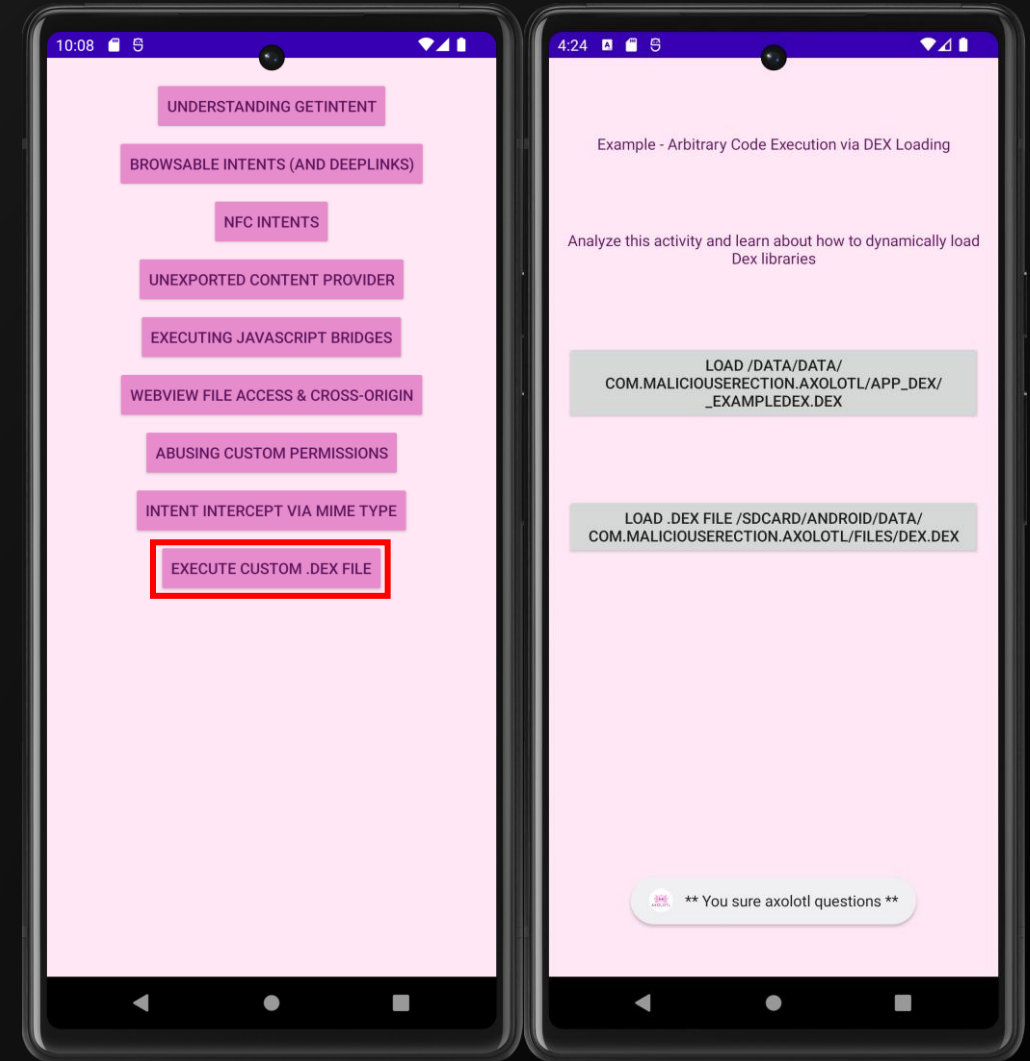 10:08
UNDERSTANDING GETINTENT
BROWSABLE INTENTS (AND DEEPLINKS)
NFC INTENTS
UNEXPORTED CONTENT PROVIDER
EXECUTING JAVASCRIPT BRIDGES
WEBVIEW FILE ACCESS & CROSS-ORIGIN
ABUSING CUSTOM PERMISSIONS
INTENT INTERCEPT VIA MIME TYPE
EXECUTE CUSTOM .DEX FILE
4:24
Example - Arbitrary Code Execution via DEX Loading
Analyze this activity and learn about how to dynamically load
Dex libraries
LOAD /DATA/DATA/
COM.MALICIOUSERECTION.AXOLOTL/APP_DEX/
_EXAMPLEDEX.DEX
LOAD .DEX FILE /SDCARD/ANDROID/DATA/
COM.MALICIOUSERECTION.AXOLOTL/FILES/DEX.DEX
** You sure axolotl questions **